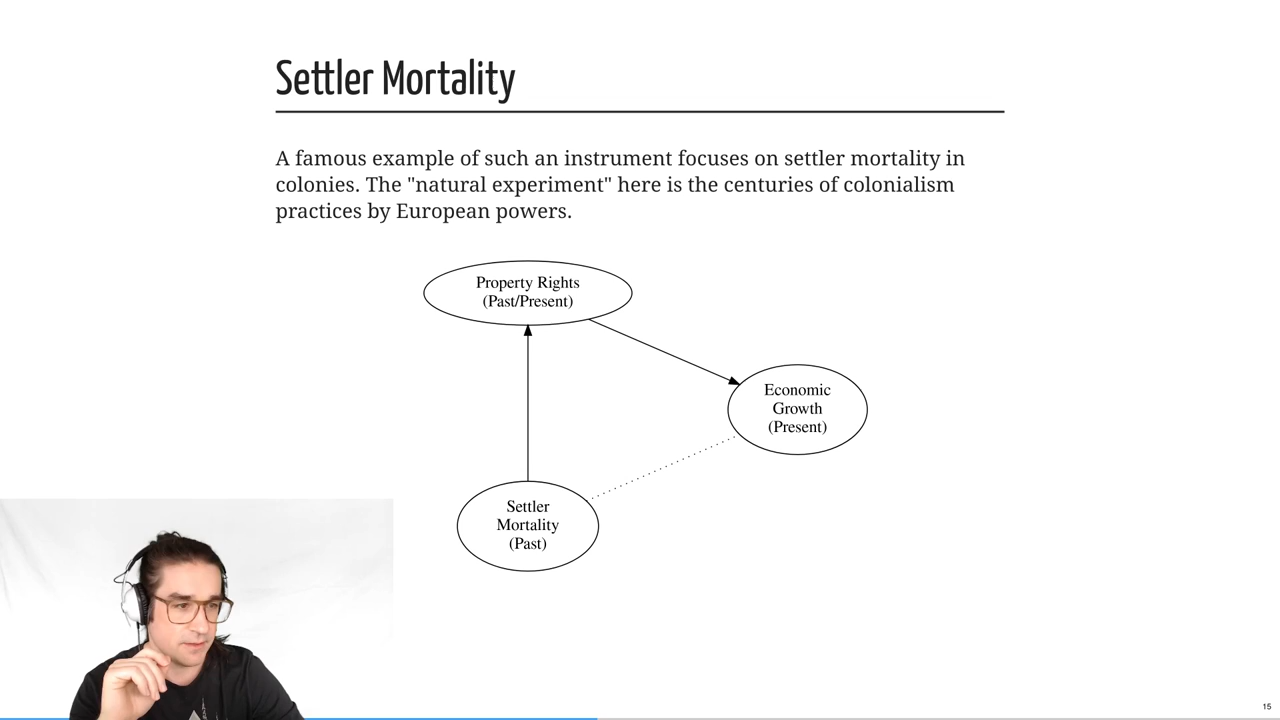 Settler Mortality
A famous example of such an instrument focuses on settler mortality in
colonies. The "natural experiment" here is the centuries of colonialism
practices by European powers.
Property Rights
(Past/Present)
Economic
Growth
(Present)
Settler
Mortality
(Past)
15